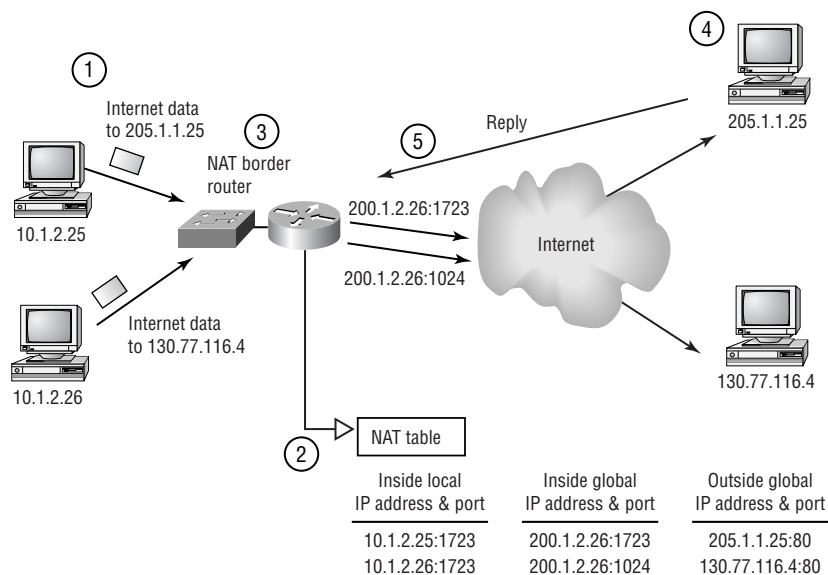 1
Internet data
to 205.1.1.25
10.1.2.25
3
NAT border
router
4
205.1.1.25
5
Reply
200.1.2.26:1723
200.1.2.26:1024
Internet
Internet data
to 130.77.116.4
10.1.2.26
130.77.116.4
2
NAT table
Inside local
IP address & port
Inside global
IP address & port
Outside global
IP address & port
10.1.2.25:1723 200.1.2.26:1723 205.1.1.25:80
10.1.2.26:1723 200.1.2.26:1024 130.77.116.4:80